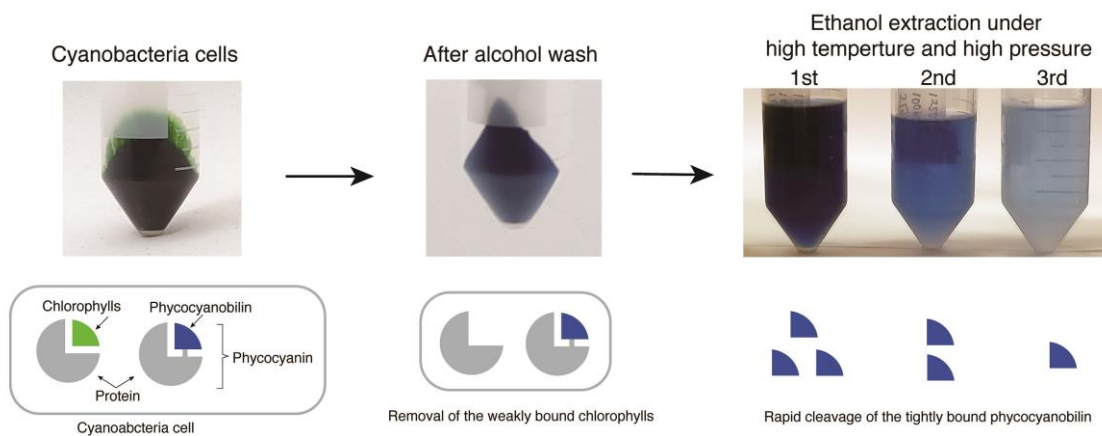 Cyanobacteria cells
After alcohol wash
Ethanol extraction under
high temperture and high pressure
1st 2nd 3rd
Chlorophylls Phycocyanobilin
Phycocyanin
Protein
Cyanoabcteria cell
Removal of the weakly bound chlorophylls
Rapid cleavage of the tightly bound phycocyanobilin